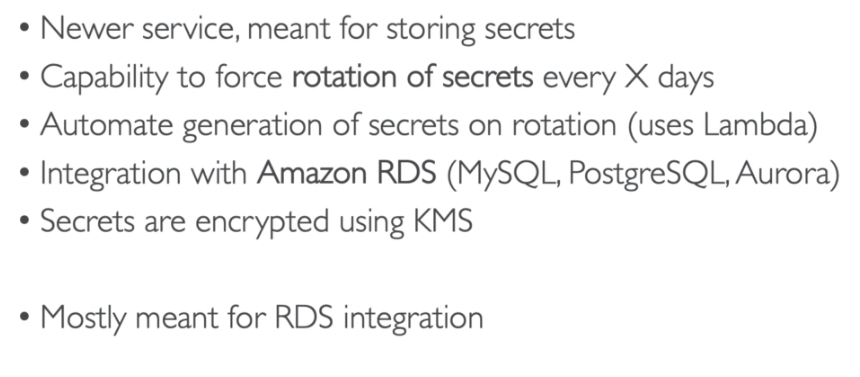 • Newer service, meant for storing secrets
• Capability to force rotation of secrets every X days
• Automate generation of secrets on rotation (uses Lambda)
• Integration with Amazon RDS (MySQL, PostgreSQL, Aurora)
• Secrets are encrypted using KMS
• Mostly meant for RDS integration